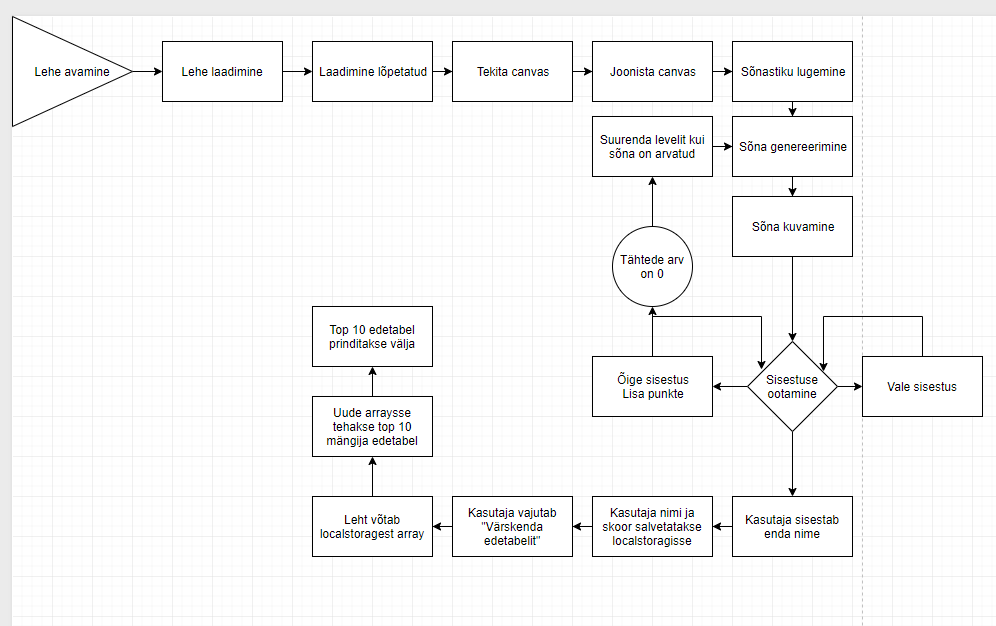 Lehe avamine
Lehe laadimine
Laadimine lõpetatud
Tekita canvas
Joonista canvas
Sõnastiku lugemine
Suurenda levelit kui
sõna on arvatud
Sõna genereerimine
Sõna kuvamine
Tähtede arv
on 0
Top 10 edetabel
prinditakse välja
Õige sisestus
Lisa punkte
Sisestuse
ootamine
Vale sisestus
Uude arraysse
tehakse top 10
mängija edetabel
Leht võtab
localstoragest array
Kasutaja vajutab
"Värskenda
edetabelit"
Kasutaja nimi ja
skoor salvetatakse
localstoragisse
Kasutaja sisestab
enda nime